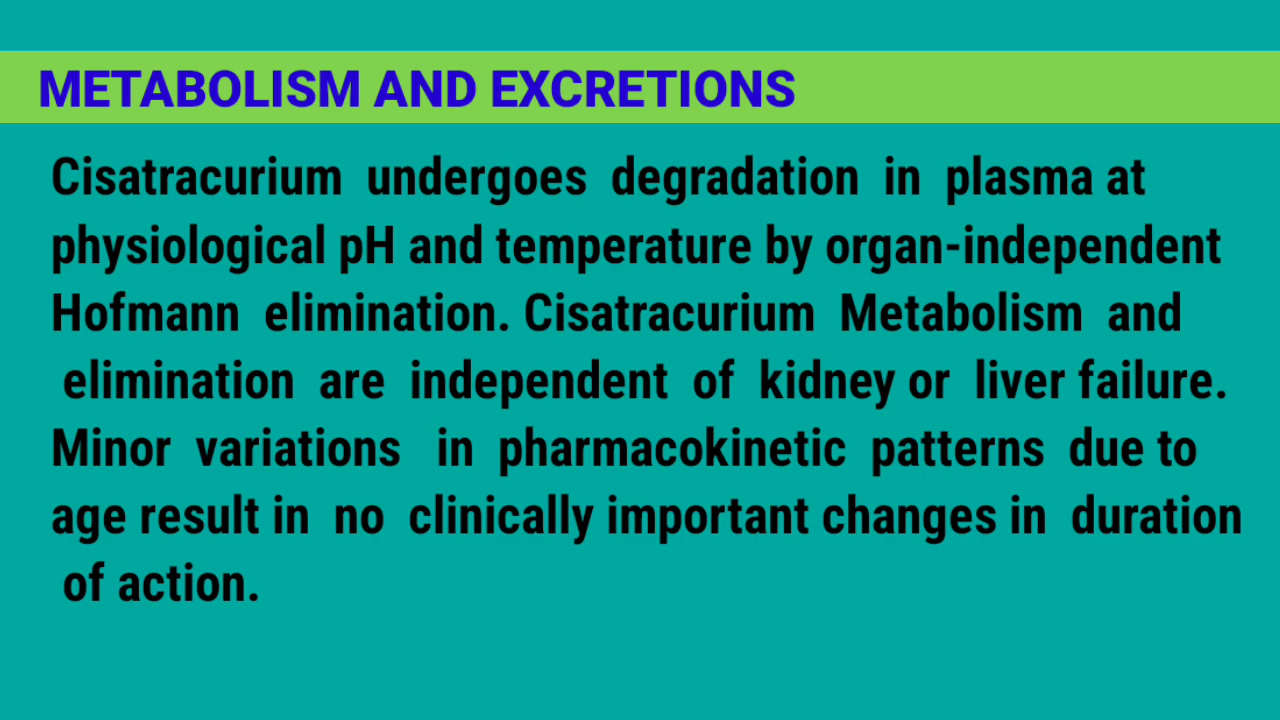 METABOLISM AND EXCRETIONS
Cisatracurium undergoes degradation in plasma at
physiological pH and temperature by organ-independent
Hofmann elimination. Cisatracurium Metabolism and
elimination are independent of kidney or liver failure.
Minor variations in pharmacokinetic patterns due to
age result in no clinically important changes in duration
of action.